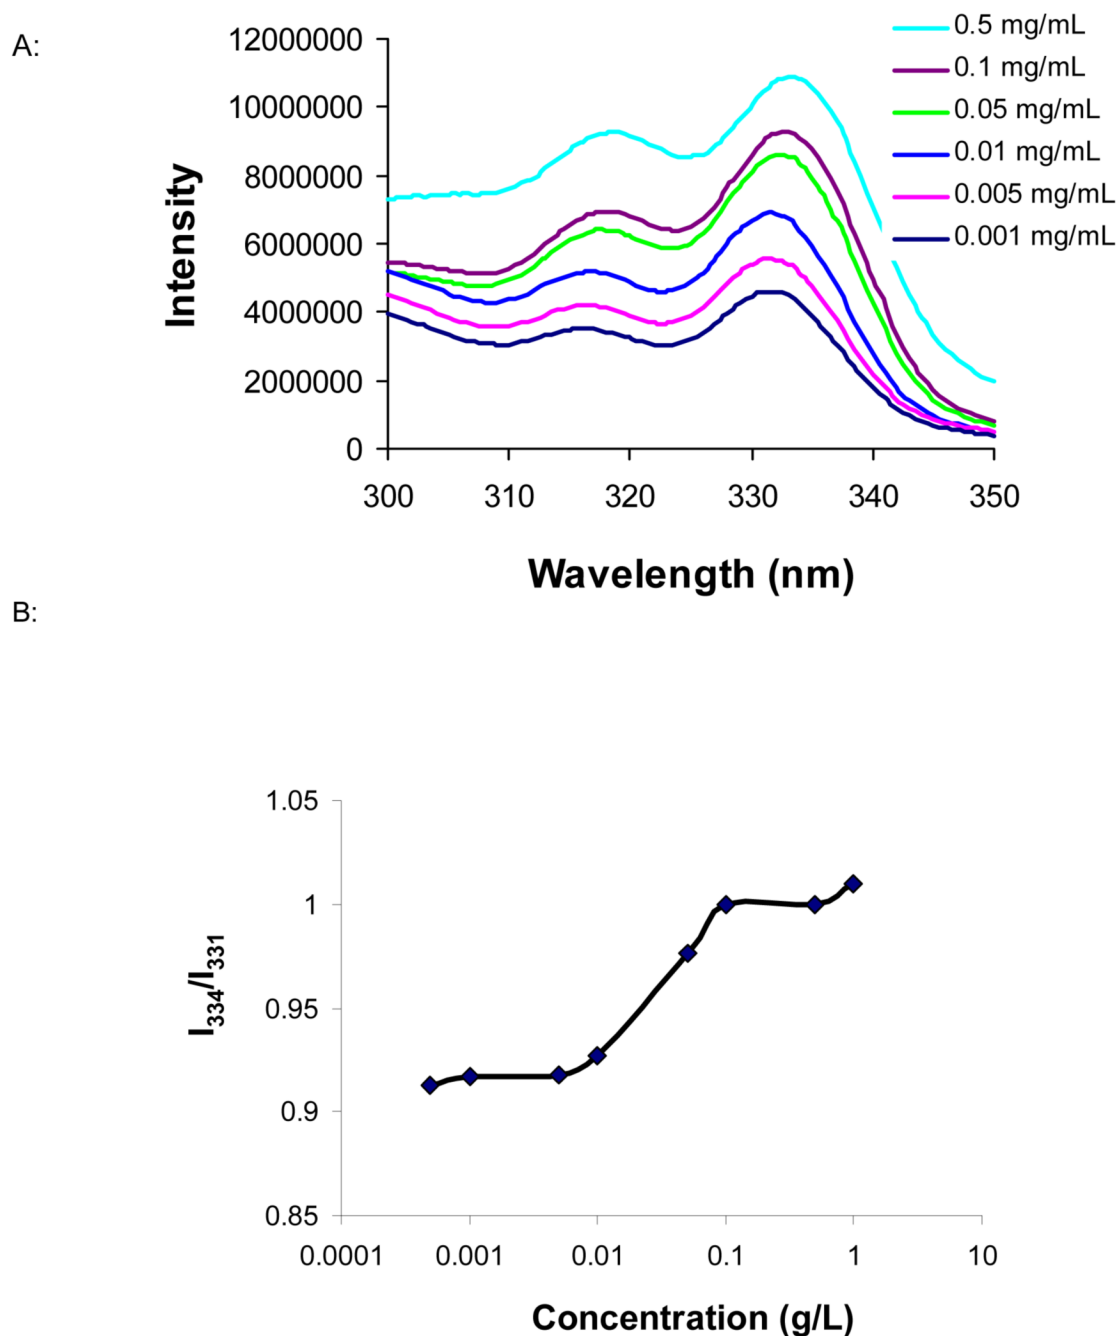 A:
12000000
10000000
8000000
6000000
4000000
2000000
0
Intensity
300 310 320 330 340 350
Wavelength (nm)
0.5 mg/mL
0.1 mg/mL
0.05 mg/mL
0.01 mg/mL
0.005 mg/mL
0.001 mg/mL
B:
1.05
1
0.95
0.9
0.85
I334/I331
0.0001 0.001 0.01 0.1 1 10
Concentration (g/L)